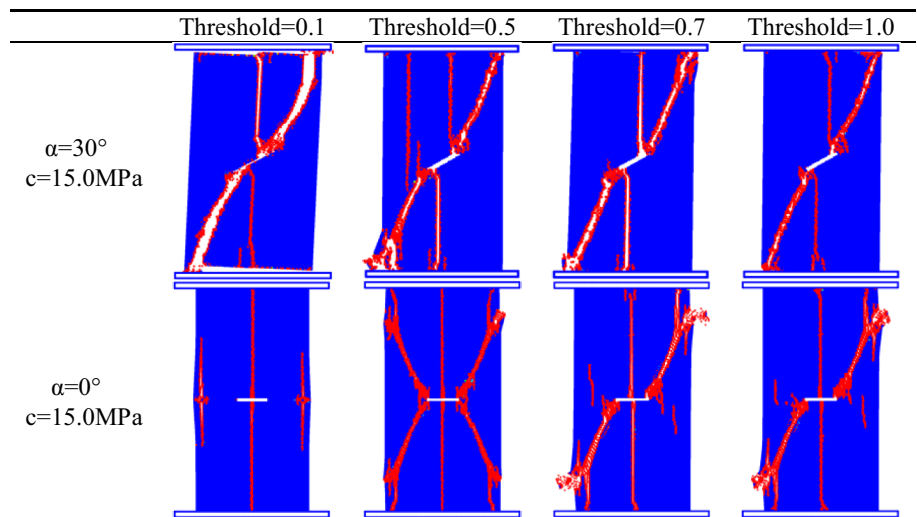 Threshold=0.1 Threshold=0.5 Threshold=0.7 Threshold=1.0
α=30°
c=15.0MPa
α=0°
c=15.0MPa